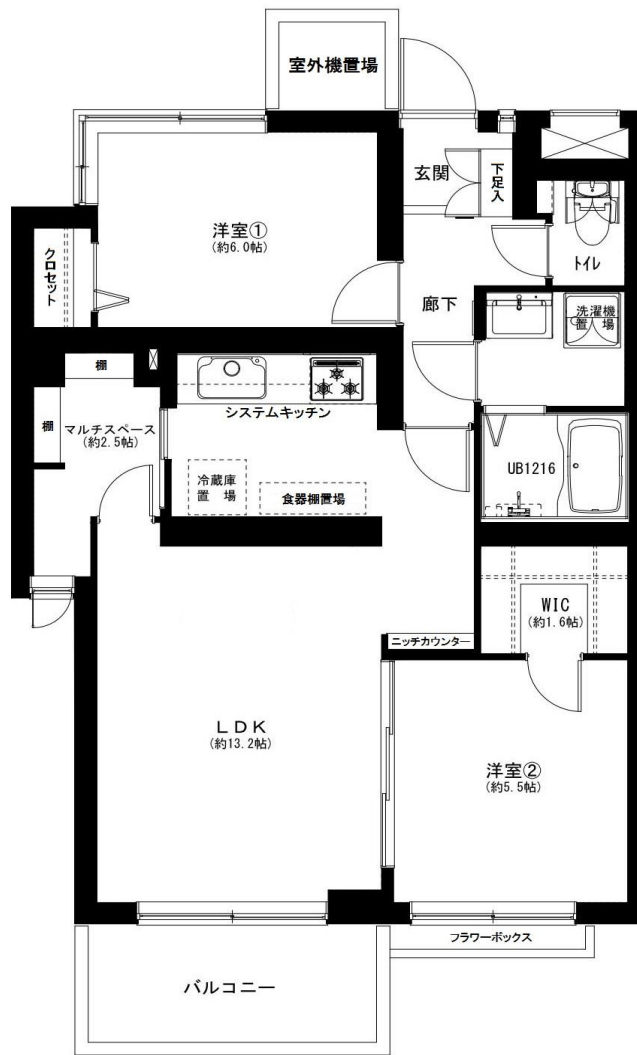 室外機置場
玄関
下足入
洋室①
(約6.0帖)
クロゼット
トイレ
廊下
洗濯機
置場
棚
システムキッチン
棚
マルチスペース
(約2.5帖)
冷蔵庫
置場
食器棚置場
UB1216
WIC
(約1.6帖)
ニッチカウンター
LDK
(約13.2帖)
洋室②
(約5.5帖)
フラワーボックス
バルコニー